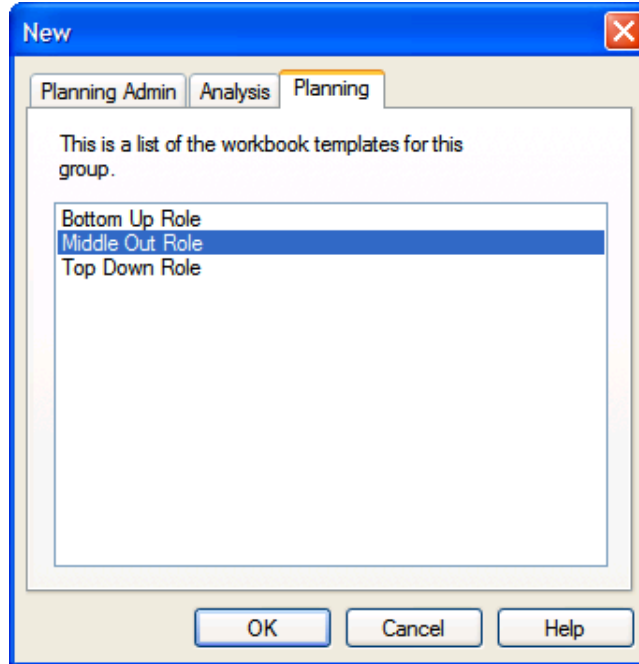 New
Planning Admin
Analysis
Planning
This is a list of the workbook templates for this
group.
Bottom Up Role
Middle Out Role
Top Down Role
OK
Cancel
Help